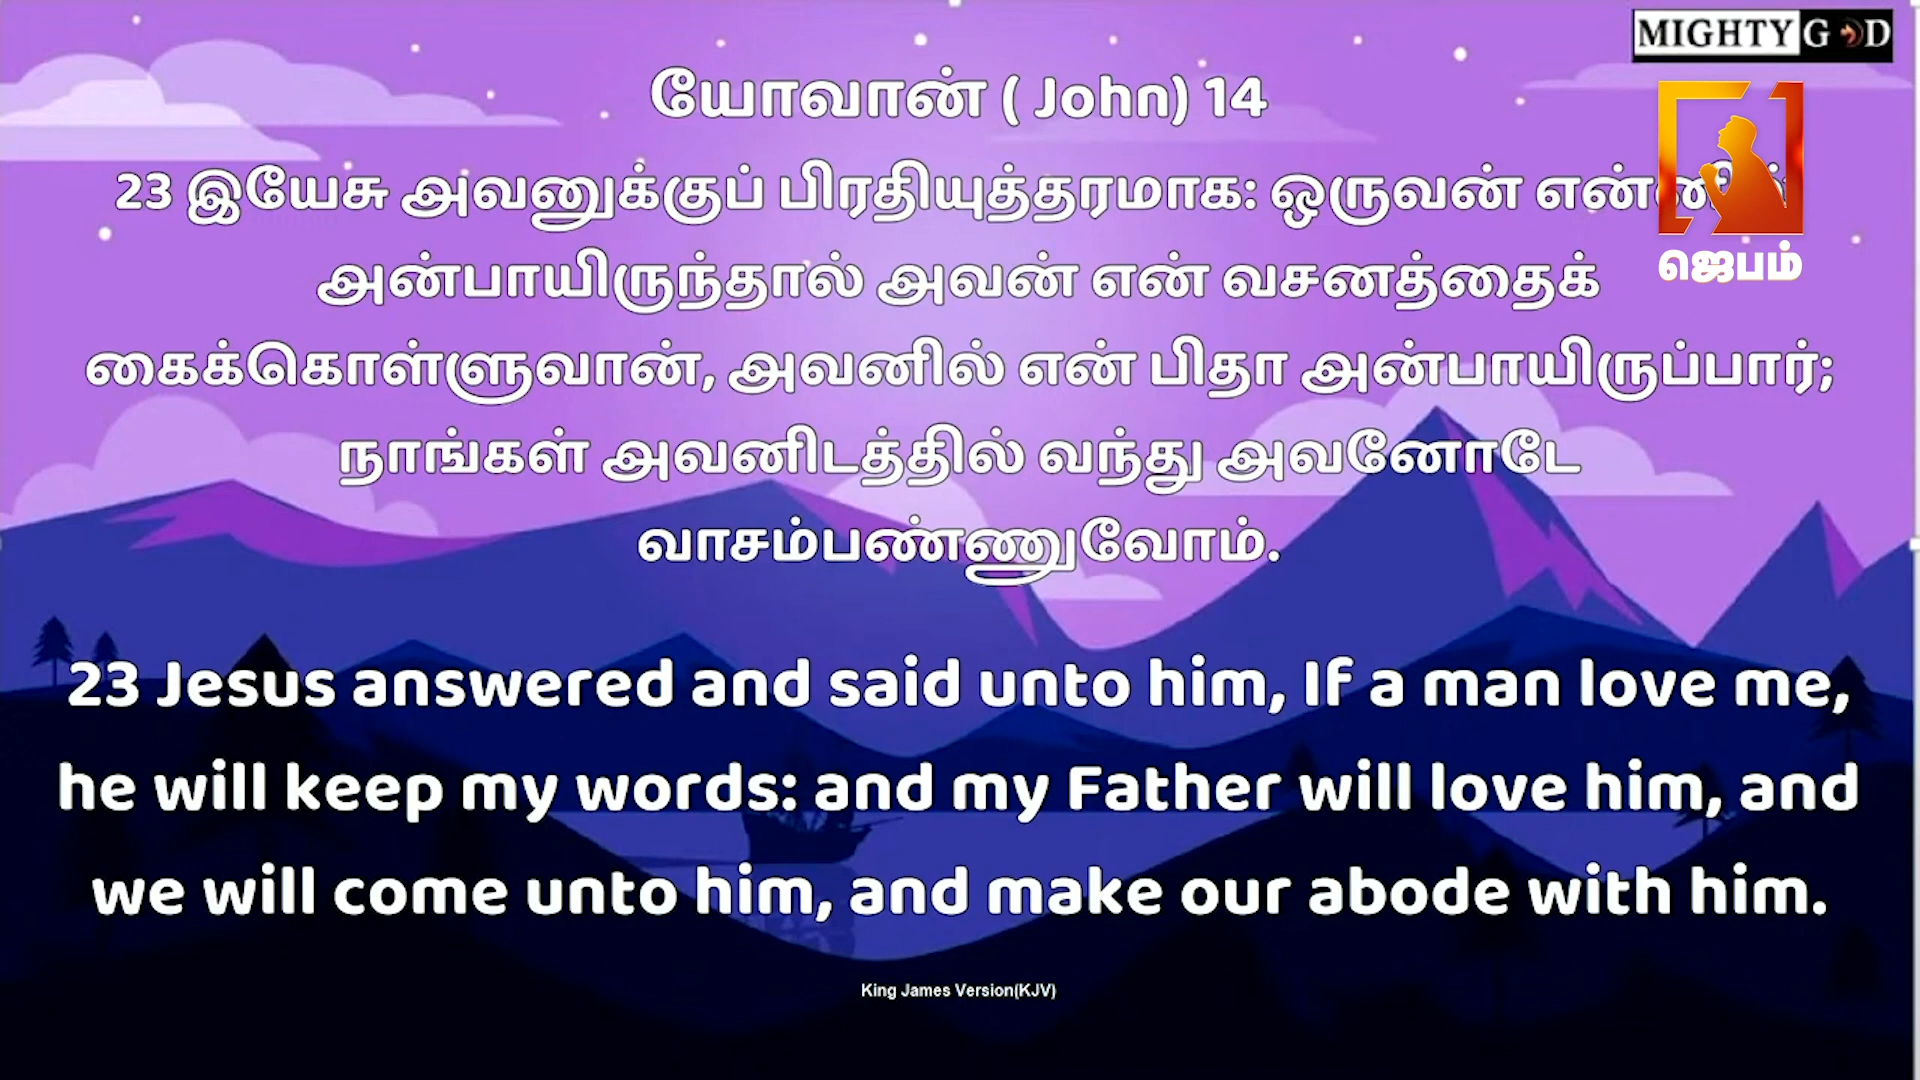 MIGHTY GOD
யோவான் ( John) 14
23 இயேசு அவனுக்குப் பிரதியுத்தரமாக: ஒருவன்
ஜெபம்
அன்பாயிருந்தால் அவன் என் வசனத்தைக்
கைக்கொள்ளுவான், அவனில் என் பிதா அன்பாயிருப்பார்;
நாங்கள் அவனிடத்தில் வந்து அவனோடே
வாசம்பண்ணுவோம்.
23 Jesus answered and said unto him, If a man love me,
he will keep my words: and my Father will love him, and
we will come unto him, and make our abode with him.
King James Version(KJV)